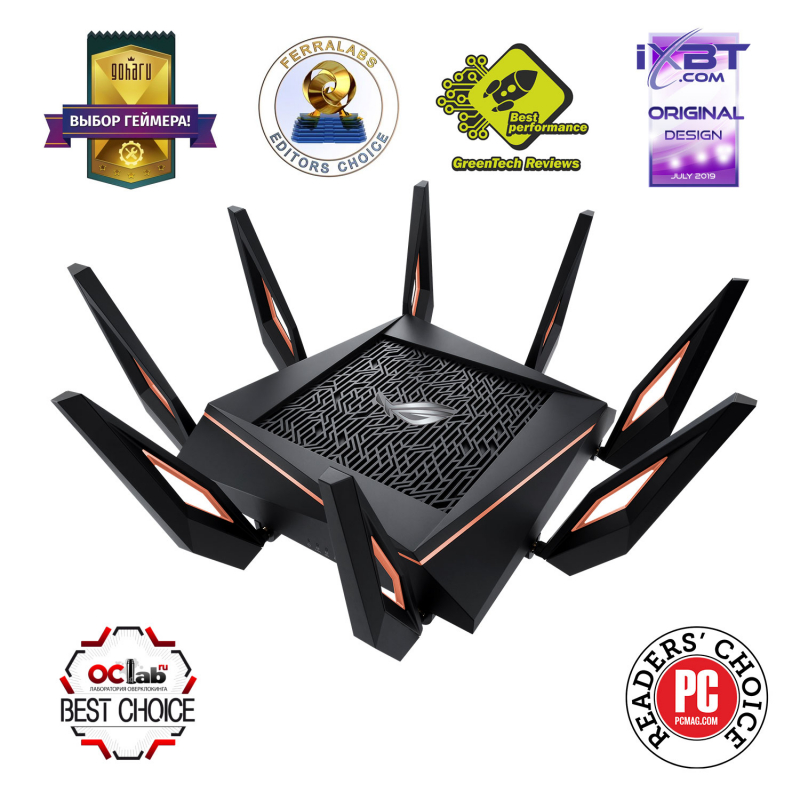 goharu
ВЫБОР ГЕЙМЕРА!
FERRALABS
EDITORS CHOICE
Best
performance
GreenTech Reviews
iXBT
.COM
ORIGINAL
DESIGN
JULY 2019
OCLab.ru
ЛАБОРАТОРИЯ ОВЕРКЛОКИНГА
BEST CHOICE
READERS' CHOICE
PC
PCMAG.COM